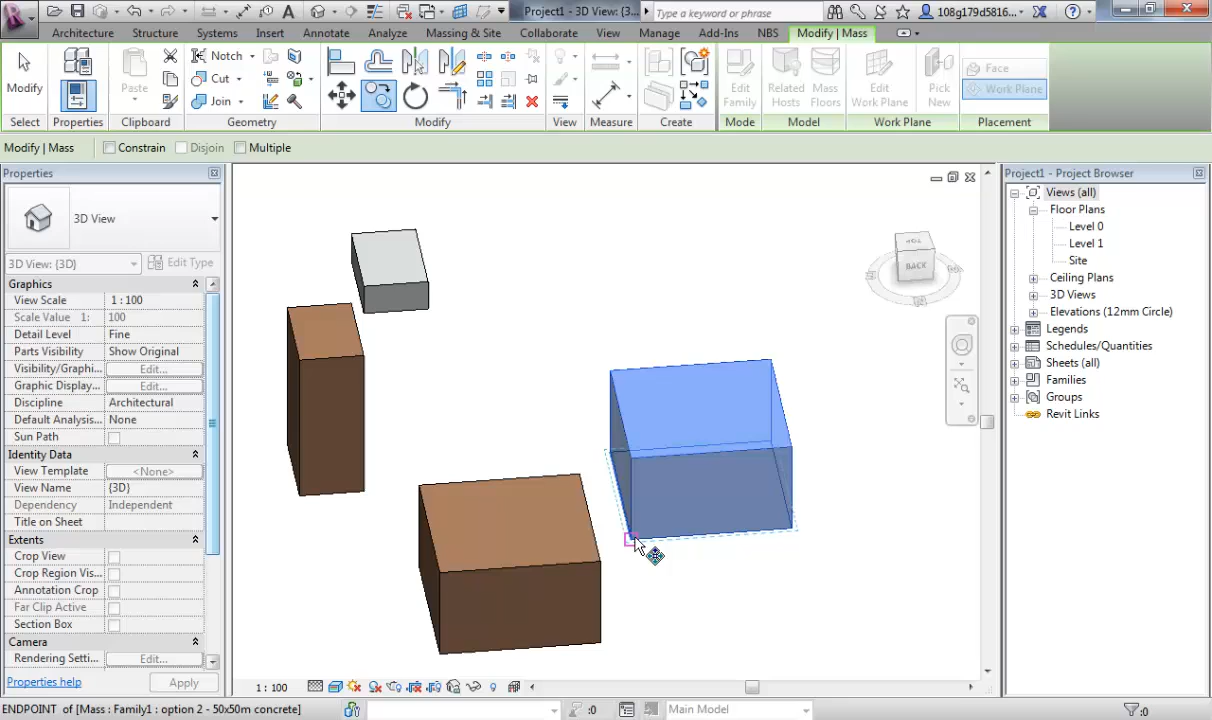 Project1 - 3D View: {3...
Type a keyword or phrase
108g179d5816...
Architecture Structure Systems Insert Annotate Analyze Massing & Site Collaborate View Manage Add-Ins NBS Modify | Mass
Modify
Paste
Notch
Cut
Join
Edit Family
Related Hosts
Mass Floors
Edit Work Plane
Pick New
Face
Work Plane
Select Properties Clipboard Geometry Modify View Measure Create Mode Model Work Plane Placement
Modify | Mass Constrain Disjoin Multiple
Properties
3D View
3D View: {3D} Edit Type
Graphics
View Scale 1 : 100
Scale Value 1: 100
Detail Level Fine
Parts Visibility Show Original
Visibility/Graphi... Edit...
Graphic Display... Edit...
Discipline Architectural
Default Analysis... None
Sun Path
Identity Data
View Template <None>
View Name {3D}
Dependency Independent
Title on Sheet
Extents
Crop View
Crop Region Vis...
Annotation Crop
Far Clip Active
Section Box
Camera
Rendering Setti... Edit...
Properties help Apply
TOP
BACK
Project1 - Project Browser
Views (all)
Floor Plans
Level 0
Level 1
Site
Ceiling Plans
3D Views
Elevations (12mm Circle)
Legends
Schedules/Quantities
Sheets (all)
Families
Groups
Revit Links
1 : 100
ENDPOINT of [Mass : Family1 : option 2 - 50x50m concrete] :0 Main Model :0